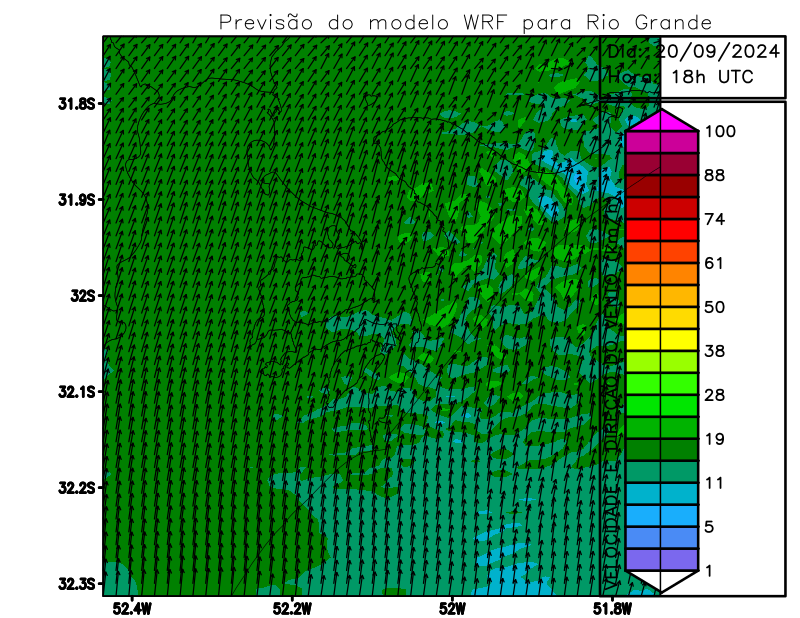 Previsão do modelo WRF para Rio Grande
Dia: 20/09/2024
Hora: 18h UTC
31.8S
31.9S
32S
32.1S
32.2S
32.3S
52.4W
52.2W
52W
51.8W
VELOCIDADE E DIREÇÃO DO VENTO (km/h)
100
88
74
61
50
38
28
19
11
5
1